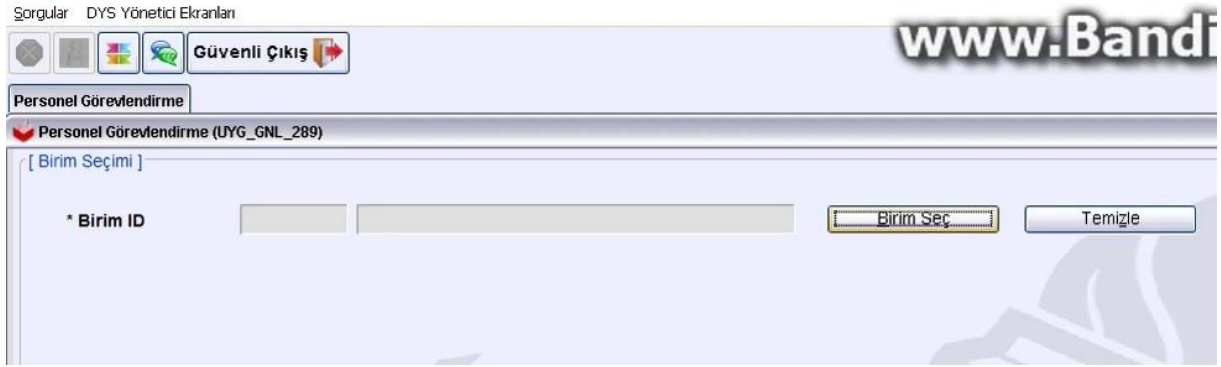 Sorgular DYS Yönetici Ekranları
Güvenli Çıkış
www.Bandi
Personel Görevlendirme
Personel Görevlendirme (UYG_GNL_289)
[ Birim Seçimi ]
* Birim ID Birim Seç Temizle